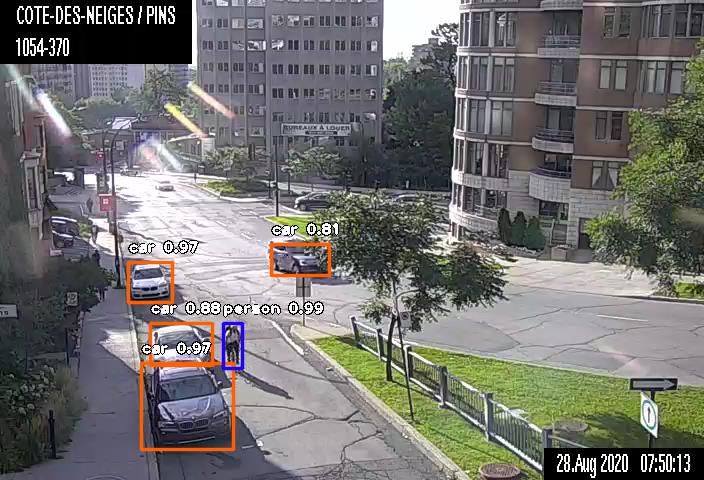 COTE-DES-NEIGES / PINS
1054-370
BUREAUX À LOUER
car 0.81
car 0.97
car 0.88
person 0.99
car 0.97
28.Aug 2020 07:50:13